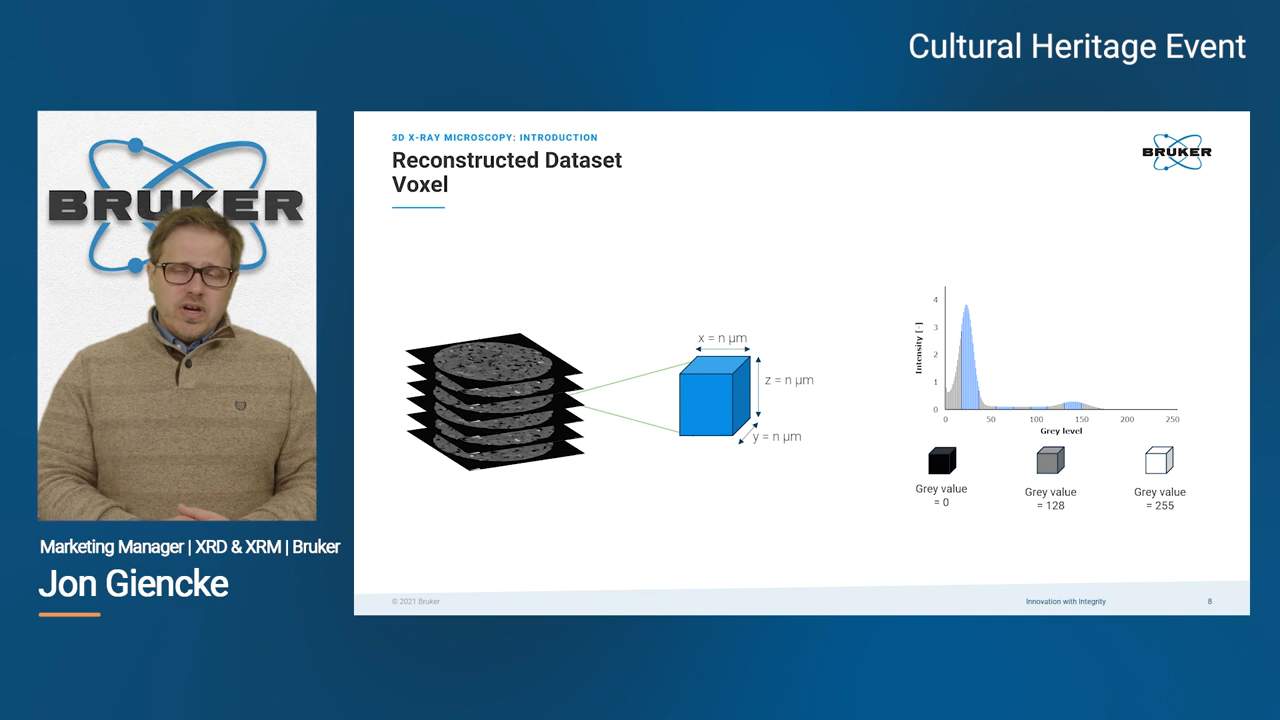 Cultural Heritage Event
BRUKER
Marketing Manager | XRD & XRM | Bruker
Jon Giencke
3D X-RAY MICROSCOPY: INTRODUCTION
Reconstructed Dataset
Voxel
BRUKER
x = n µm
z = n µm
y = n µm
Intensity [-]
4
3
2
1
0
0 50 100 150 200 250
Grey level
Grey value
= 0
Grey value
= 128
Grey value
= 255
© 2021 Bruker
Innovation with Integrity
8